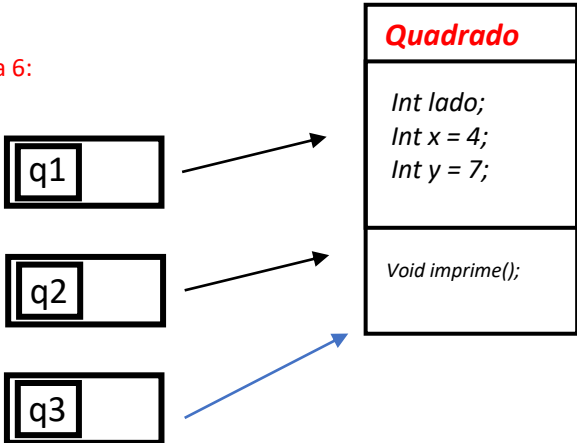 a 6:
Quadrado
Int lado;
Int x = 4;
Int y = 7;
Void imprime();
q1
q2
q3